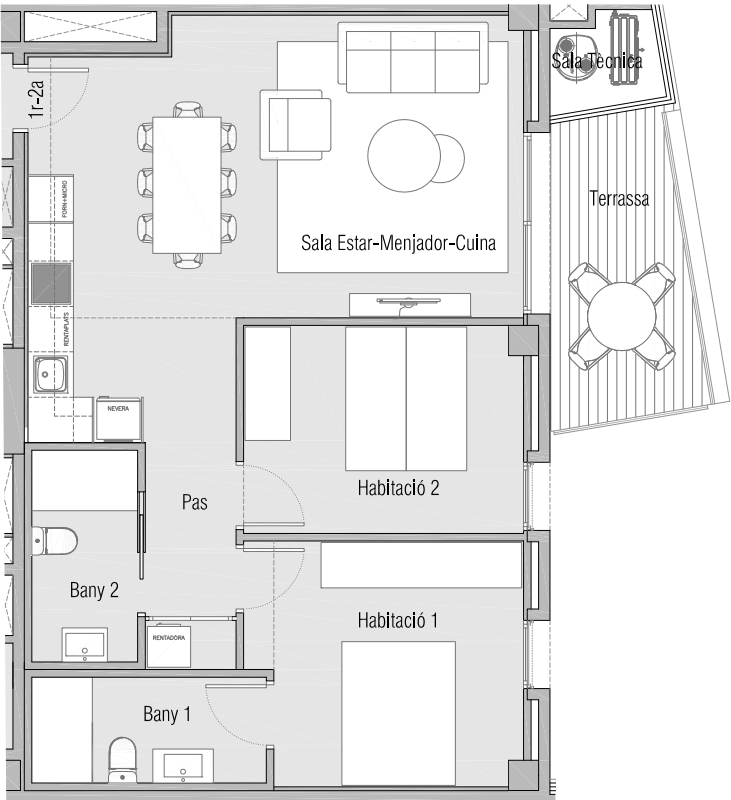 Sala Tècnica
1r-2a
FORN+MICRO
Terrassa
Sala Estar-Menjador-Cuina
RENTAPLATS
NEVERA
Habitació 2
Pas
Bany 2
Habitació 1
RENTADORA
Bany 1